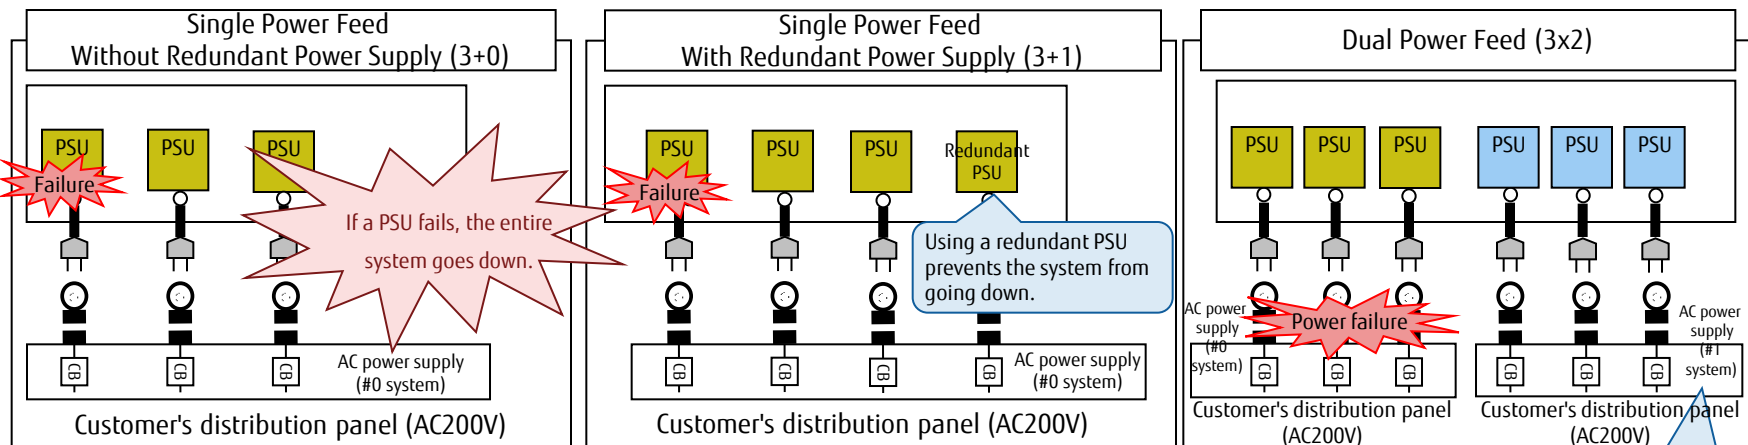 Single Power Feed
Without Redundant Power Supply (3+0)
PSU
PSU
PSU
Failure
If a PSU fails, the entire
system goes down.
CB
CB
CB
AC power supply
(#0 system)
Customer's distribution panel (AC200V)
Single Power Feed
With Redundant Power Supply (3+1)
PSU
PSU
PSU
Redundant
PSU
Failure
Using a redundant PSU
prevents the system from
going down.
CB
CB
CB
CB
AC power supply
(#0 system)
Customer's distribution panel (AC200V)
Dual Power Feed (3x2)
PSU
PSU
PSU
PSU
PSU
PSU
AC power
supply
(#0
system)
Power failure
AC power
supply
(#1
system)
CB
CB
CB
CB
CB
CB
Customer's distribution panel
(AC200V)
Customer's distribution panel
(AC200V)